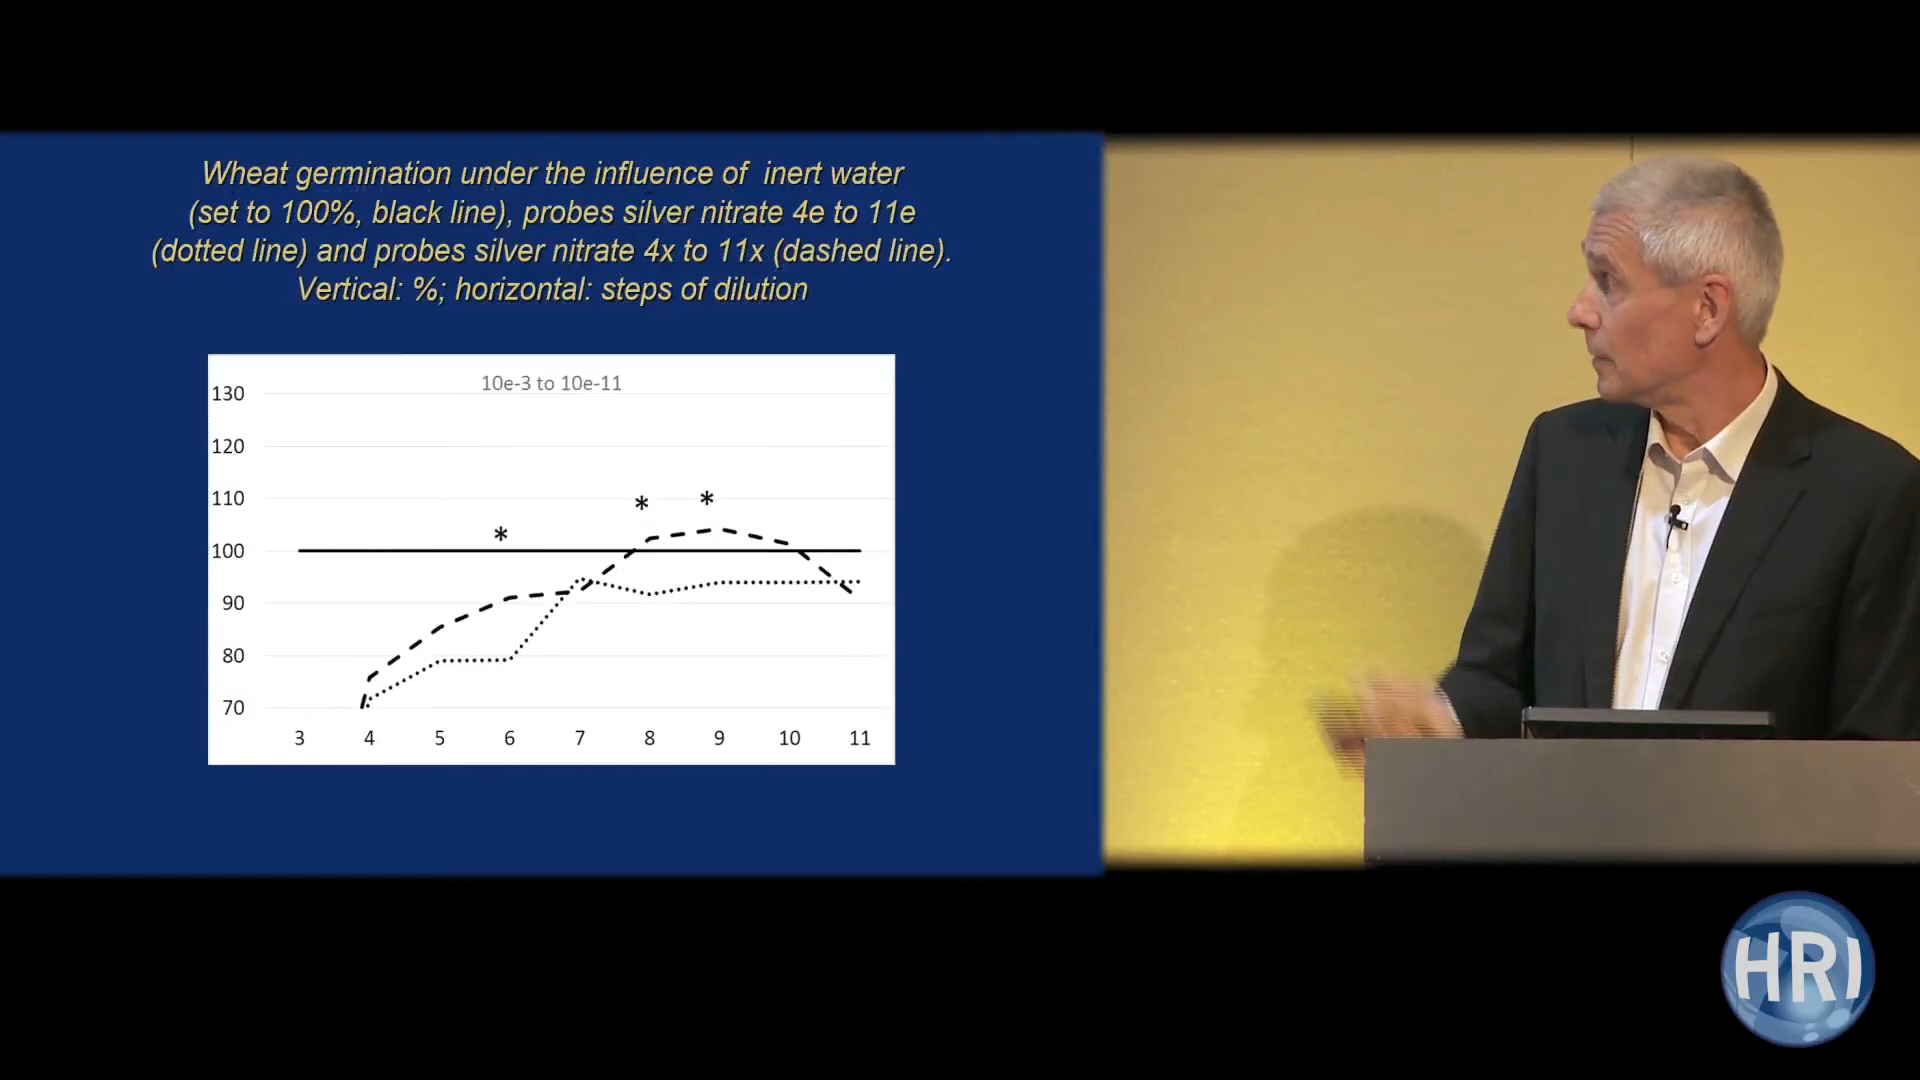 Wheat germination under the influence of  inert water
(set to 100%, black line), probes silver nitrate 4e to 11e
(dotted line) and probes silver nitrate 4x to 11x (dashed line).
Vertical: %; horizontal: steps of dilution
10e-3 to 10e-11
130
120
110
* * *
100
90
80
70
3 4 5 6 7 8 9 10 11
HRI